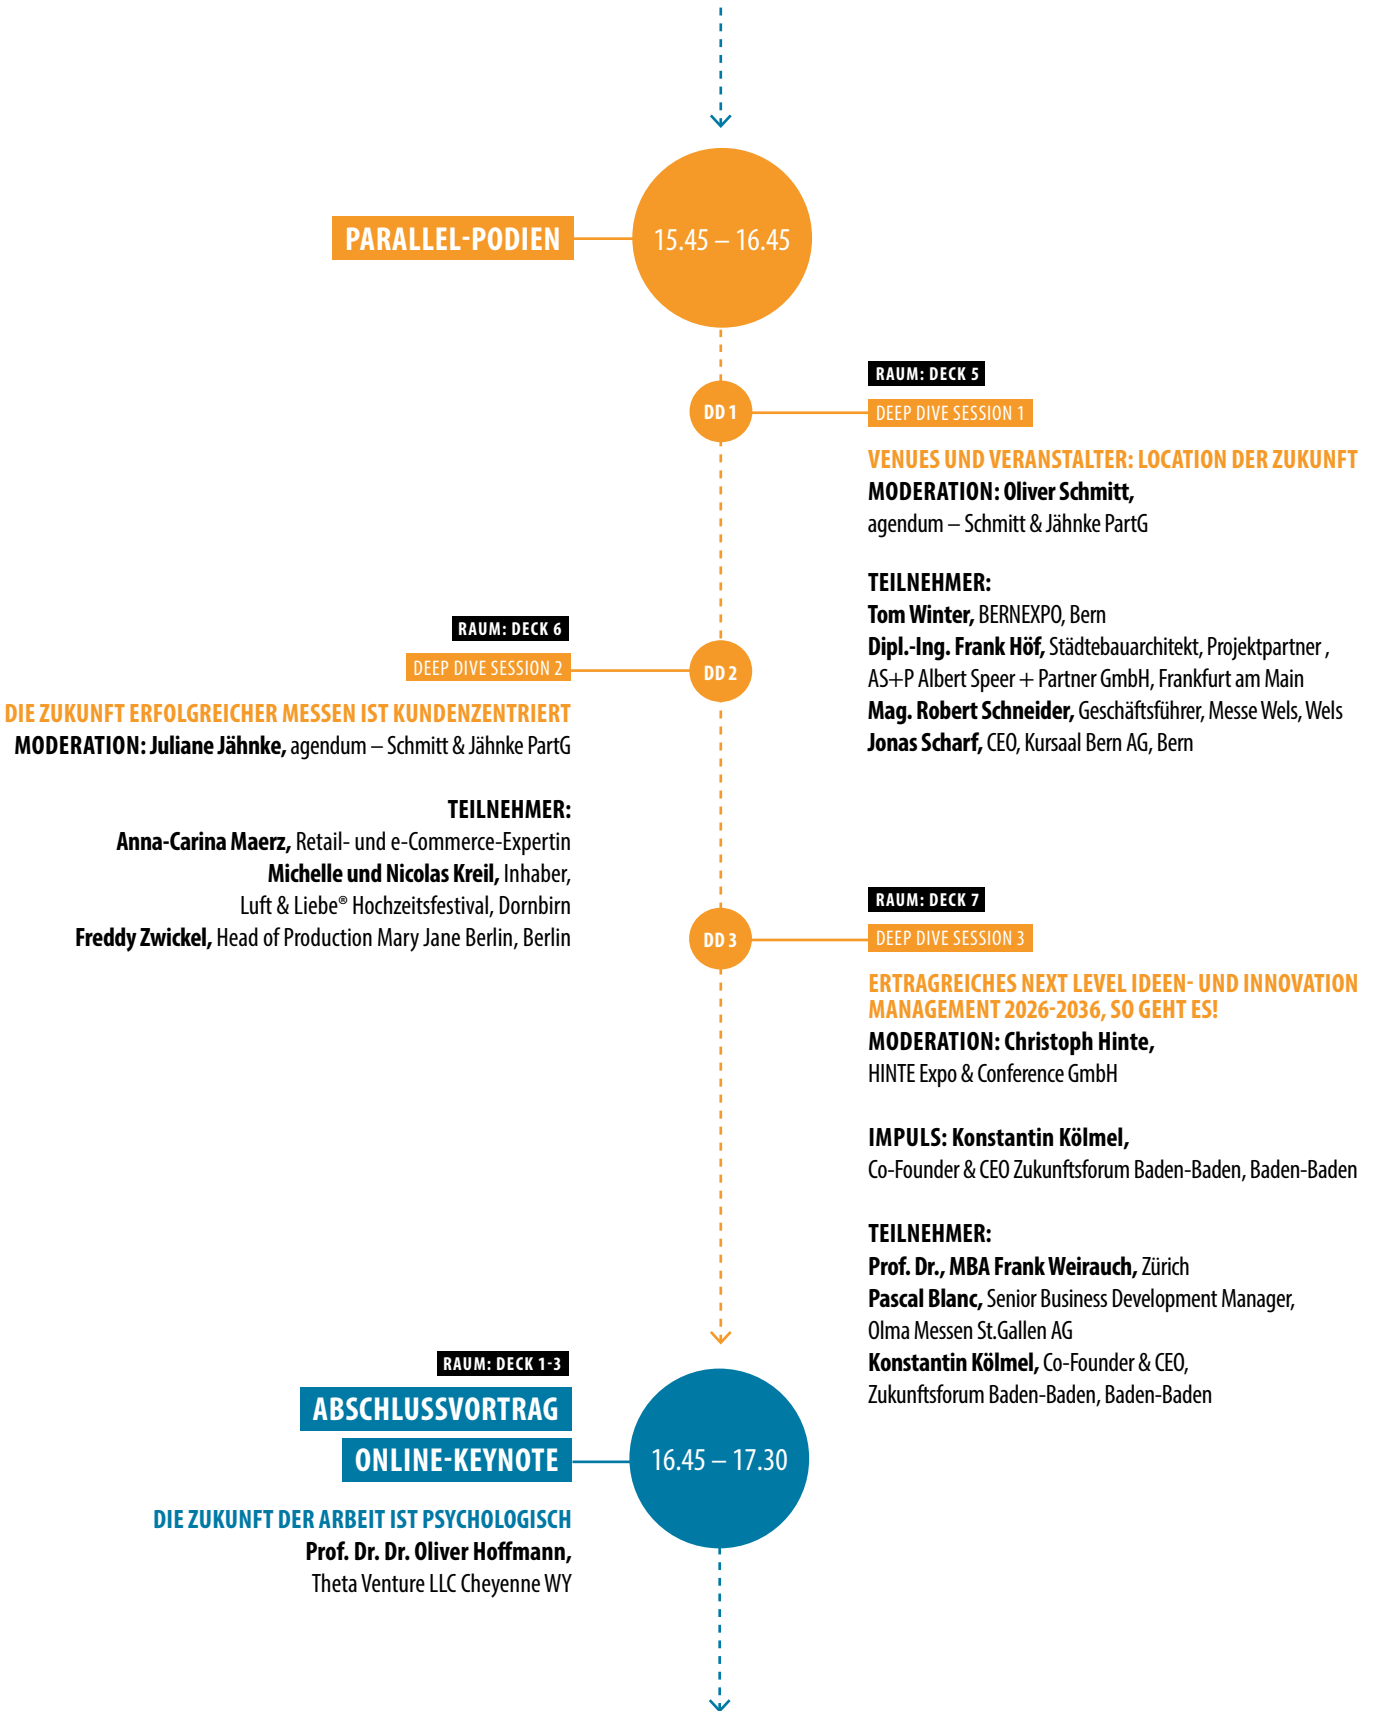 PARALLEL-PODIEN
15.45 – 16.45
DD 1
RAUM: DECK 5
DEEP DIVE SESSION 1
VENUES UND VERANSTALTER: LOCATION DER ZUKUNFT
MODERATION: Oliver Schmitt,
agendum – Schmitt & Jähnke PartG
TEILNEHMER:
Tom Winter, BERNEXPO, Bern
Dipl.-Ing. Frank Höf, Städtebauarchitekt, Projektpartner ,
AS+P Albert Speer + Partner GmbH, Frankfurt am Main
Mag. Robert Schneider, Geschäftsführer, Messe Wels, Wels
Jonas Scharf, CEO, Kursaal Bern AG, Bern
RAUM: DECK 6
DEEP DIVE SESSION 2
DD 2
DIE ZUKUNFT ERFOLGREICHER MESSEN IST KUNDENZENTRIERT
MODERATION: Juliane Jähnke, agendum – Schmitt & Jähnke PartG
TEILNEHMER:
Anna-Carina Maerz, Retail- und e-Commerce-Expertin
Michelle und Nicolas Kreil, Inhaber,
Luft & Liebe® Hochzeitsfestival, Dornbirn
Freddy Zwickel, Head of Production Mary Jane Berlin, Berlin
DD 3
RAUM: DECK 7
DEEP DIVE SESSION 3
ERTRAGREICHES NEXT LEVEL IDEEN- UND INNOVATION
MANAGEMENT 2026-2036, SO GEHT ES!
MODERATION: Christoph Hinte,
HINTE Expo & Conference GmbH
IMPULS: Konstantin Kölmel,
Co-Founder & CEO Zukunftsforum Baden-Baden, Baden-Baden
TEILNEHMER:
Prof. Dr., MBA Frank Weirauch, Zürich
Pascal Blanc, Senior Business Development Manager,
Olma Messen St.Gallen AG
Konstantin Kölmel, Co-Founder & CEO,
Zukunftsforum Baden-Baden, Baden-Baden
RAUM: DECK 1-3
ABSCHLUSSVORTRAG
ONLINE-KEYNOTE
16.45 – 17.30
DIE ZUKUNFT DER ARBEIT IST PSYCHOLOGISCH
Prof. Dr. Dr. Oliver Hoffmann,
Theta Venture LLC Cheyenne WY